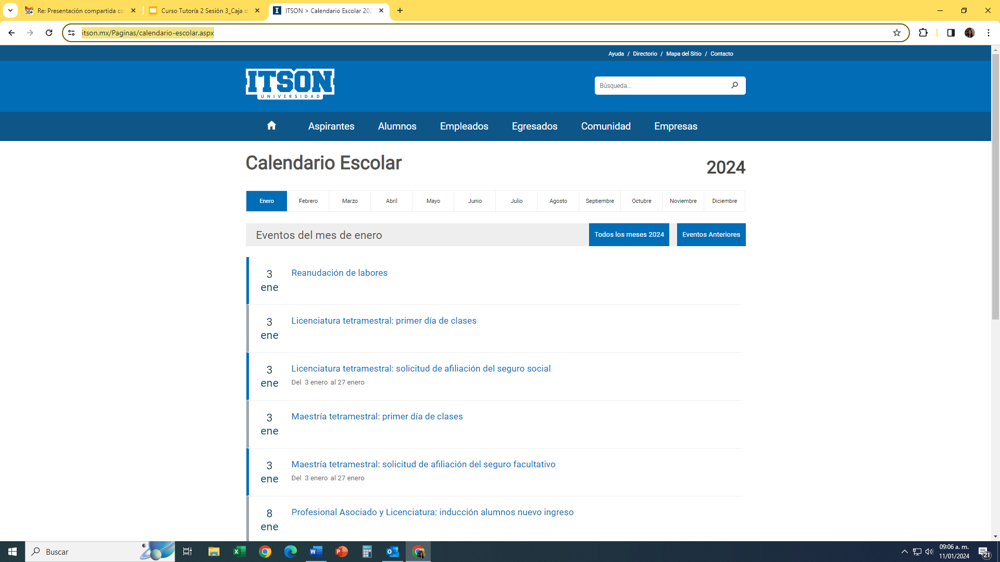 Re: Presentación compartida co
Curso Tutoría 2 Sesión 3_Caja d
ITSON > Calendario Escolar 202
itson.mx/Paginas/calendario-escolar.aspx
Ayuda / Directorio / Mapa del Sitio / Contacto
ITSON
UNIVERSIDAD
Búsqueda...
Aspirantes
Alumnos
Empleados
Egresados
Comunidad
Empresas
Calendario Escolar
2024
Enero
Febrero
Marzo
Abril
Mayo
Junio
Julio
Agosto
Septiembre
Octubre
Noviembre
Diciembre
Eventos del mes de enero
Todos los meses 2024
Eventos Anteriores
3
ene
Reanudación de labores
3
ene
Licenciatura tetramestral: primer día de clases
3
ene
Licenciatura tetramestral: solicitud de afiliación del seguro social
Del 3 enero al 27 enero
3
ene
Maestría tetramestral: primer día de clases
3
ene
Maestría tetramestral: solicitud de afiliación del seguro facultativo
Del 3 enero al 27 enero
8
ene
Profesional Asociado y Licenciatura: inducción alumnos nuevo ingreso
Buscar
09:06 a. m.
11/01/2024
21